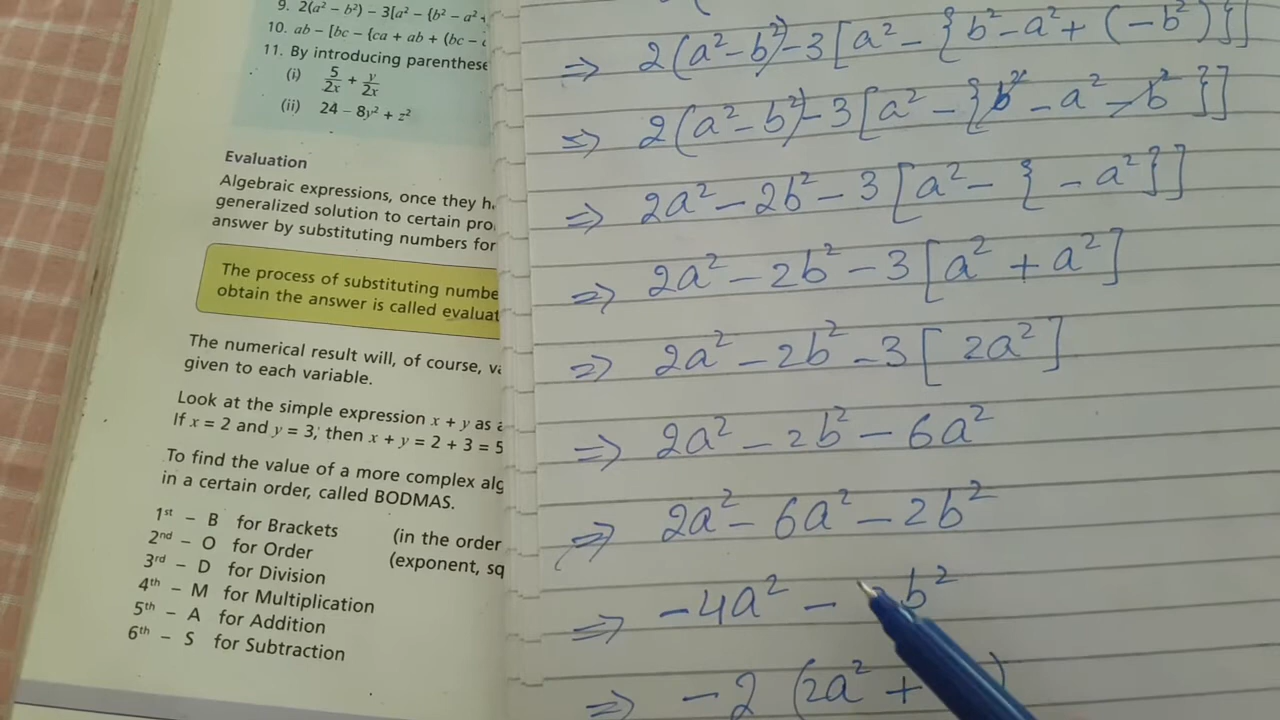 9. 2(a² – b²) – 3[a² – {b² – a² +
10. ab – [bc – {ca + ab + (bc –
11. By introducing parenthese
(i) 5/2x + y/2x
(ii) 24 – 8y² + z²
Evaluation
Algebraic expressions, once they h
generalized solution to certain pro
answer by substituting numbers for
The process of substituting numbe
obtain the answer is called evaluat
The numerical result will, of course, va
given to each variable.
Look at the simple expression x + y as a
If x = 2 and y = 3, then x + y = 2 + 3 = 5
To find the value of a more complex alg
in a certain order, called BODMAS.
1st – B for Brackets (in the order
2nd – O for Order (exponent, sq
3rd – D for Division
4th – M for Multiplication
5th – A for Addition
6th – S for Subtraction
⇒ 2(a²–b²)–3[a²–{b²–a²+(–b²)}]
⇒ 2(a²–b²)–3[a²–{b²–a²–b²}]
⇒ 2a²–2b²–3[a²–{–a²}]
⇒ 2a²–2b²–3[a²+a²]
⇒ 2a²–2b²–3[2a²]
⇒ 2a²–2b²–6a²
⇒ 2a²–6a²–2b²
⇒ –4a²– b²
⇒ –2(2a²+ )